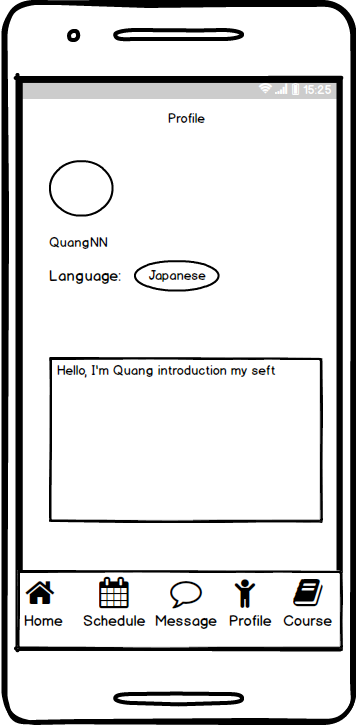 15:25
Profile
QuangNN
Language: Japanese
Hello, I'm Quang introduction my seft
Home Schedule Message Profile Course